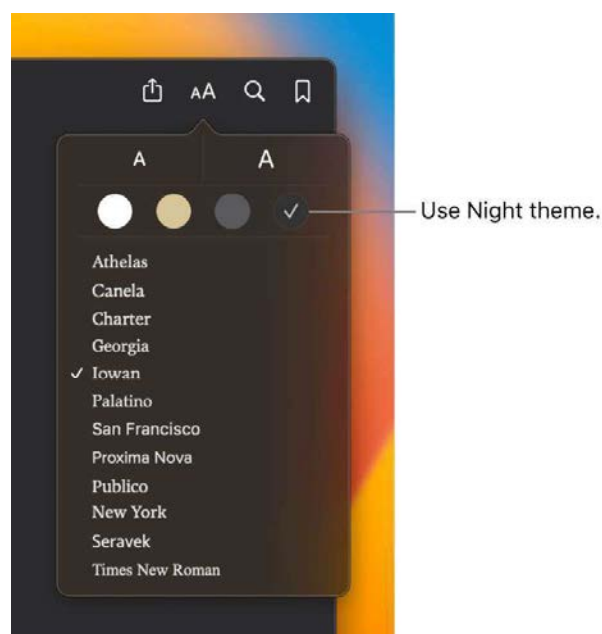 AA
A A
Use Night theme.
Athelas
Canela
Charter
Georgia
Iowan
Palatino
San Francisco
Proxima Nova
Publico
New York
Seravek
Times New Roman